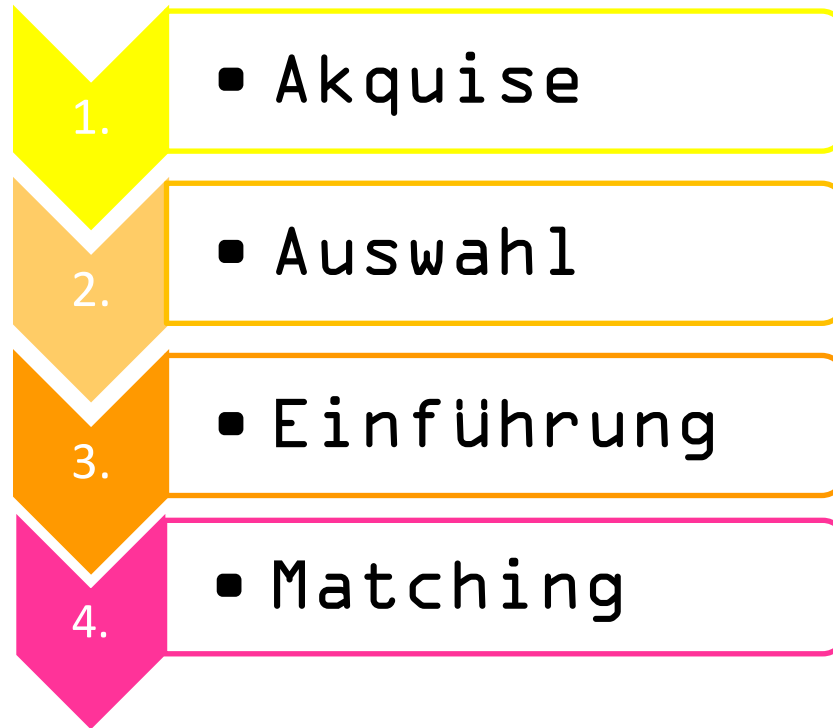 1.
▪ Akquise
2.
▪ Auswahl
3.
▪ Einführung
4.
▪ Matching